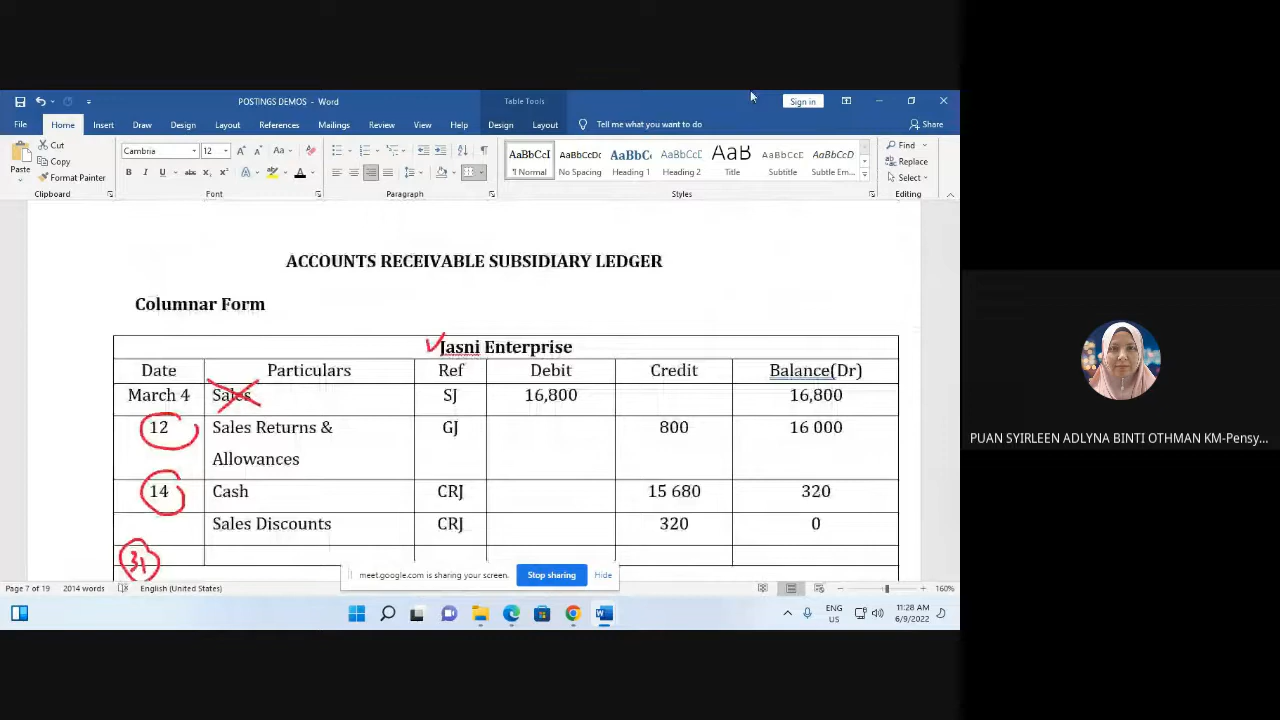 POSTINGS DEMOS - Word
Table Tools
Sign in
File Home Insert Draw Design Layout References Mailings Review View Help Design Layout Tell me what you want to do Share
Paste
Cut
Copy
Format Painter
Cambria 12
AaBbCcI AaBbCcDc AaBbCc AaBbCcI AaB AaBbCcD AaBbCcD
¶ Normal No Spacing Heading 1 Heading 2 Title Subtitle Subtle Em...
Find
Replace
Select
Clipboard Font Paragraph Styles Editing
ACCOUNTS RECEIVABLE SUBSIDIARY LEDGER
Columnar Form
Jasni Enterprise
Date Particulars Ref Debit Credit Balance(Dr)
March 4 Sales SJ 16,800 16,800
12 Sales Returns & GJ 800 16 000
Allowances
14 Cash CRJ 15 680 320
Sales Discounts CRJ 320 0
31
meet.google.com is sharing your screen. Stop sharing Hide
Page 7 of 19 2014 words English (United States) 160%
ENG
US
11:28 AM
6/9/2022
PUAN SYIRLEEN ADLYNA BINTI OTHMAN KM-Pensy...